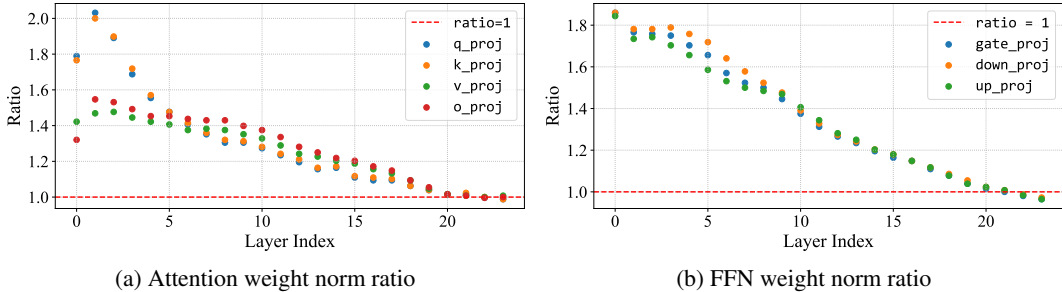 2.0
1.8
1.6
1.4
1.2
1.0
Ratio
0
5
10
15
20
Layer Index
ratio=1
q_proj
k_proj
v_proj
o_proj
(a) Attention weight norm ratio
1.8
1.6
1.4
1.2
1.0
Ratio
0
5
10
15
20
Layer Index
ratio = 1
gate_proj
down_proj
up_proj
(b) FFN weight norm ratio